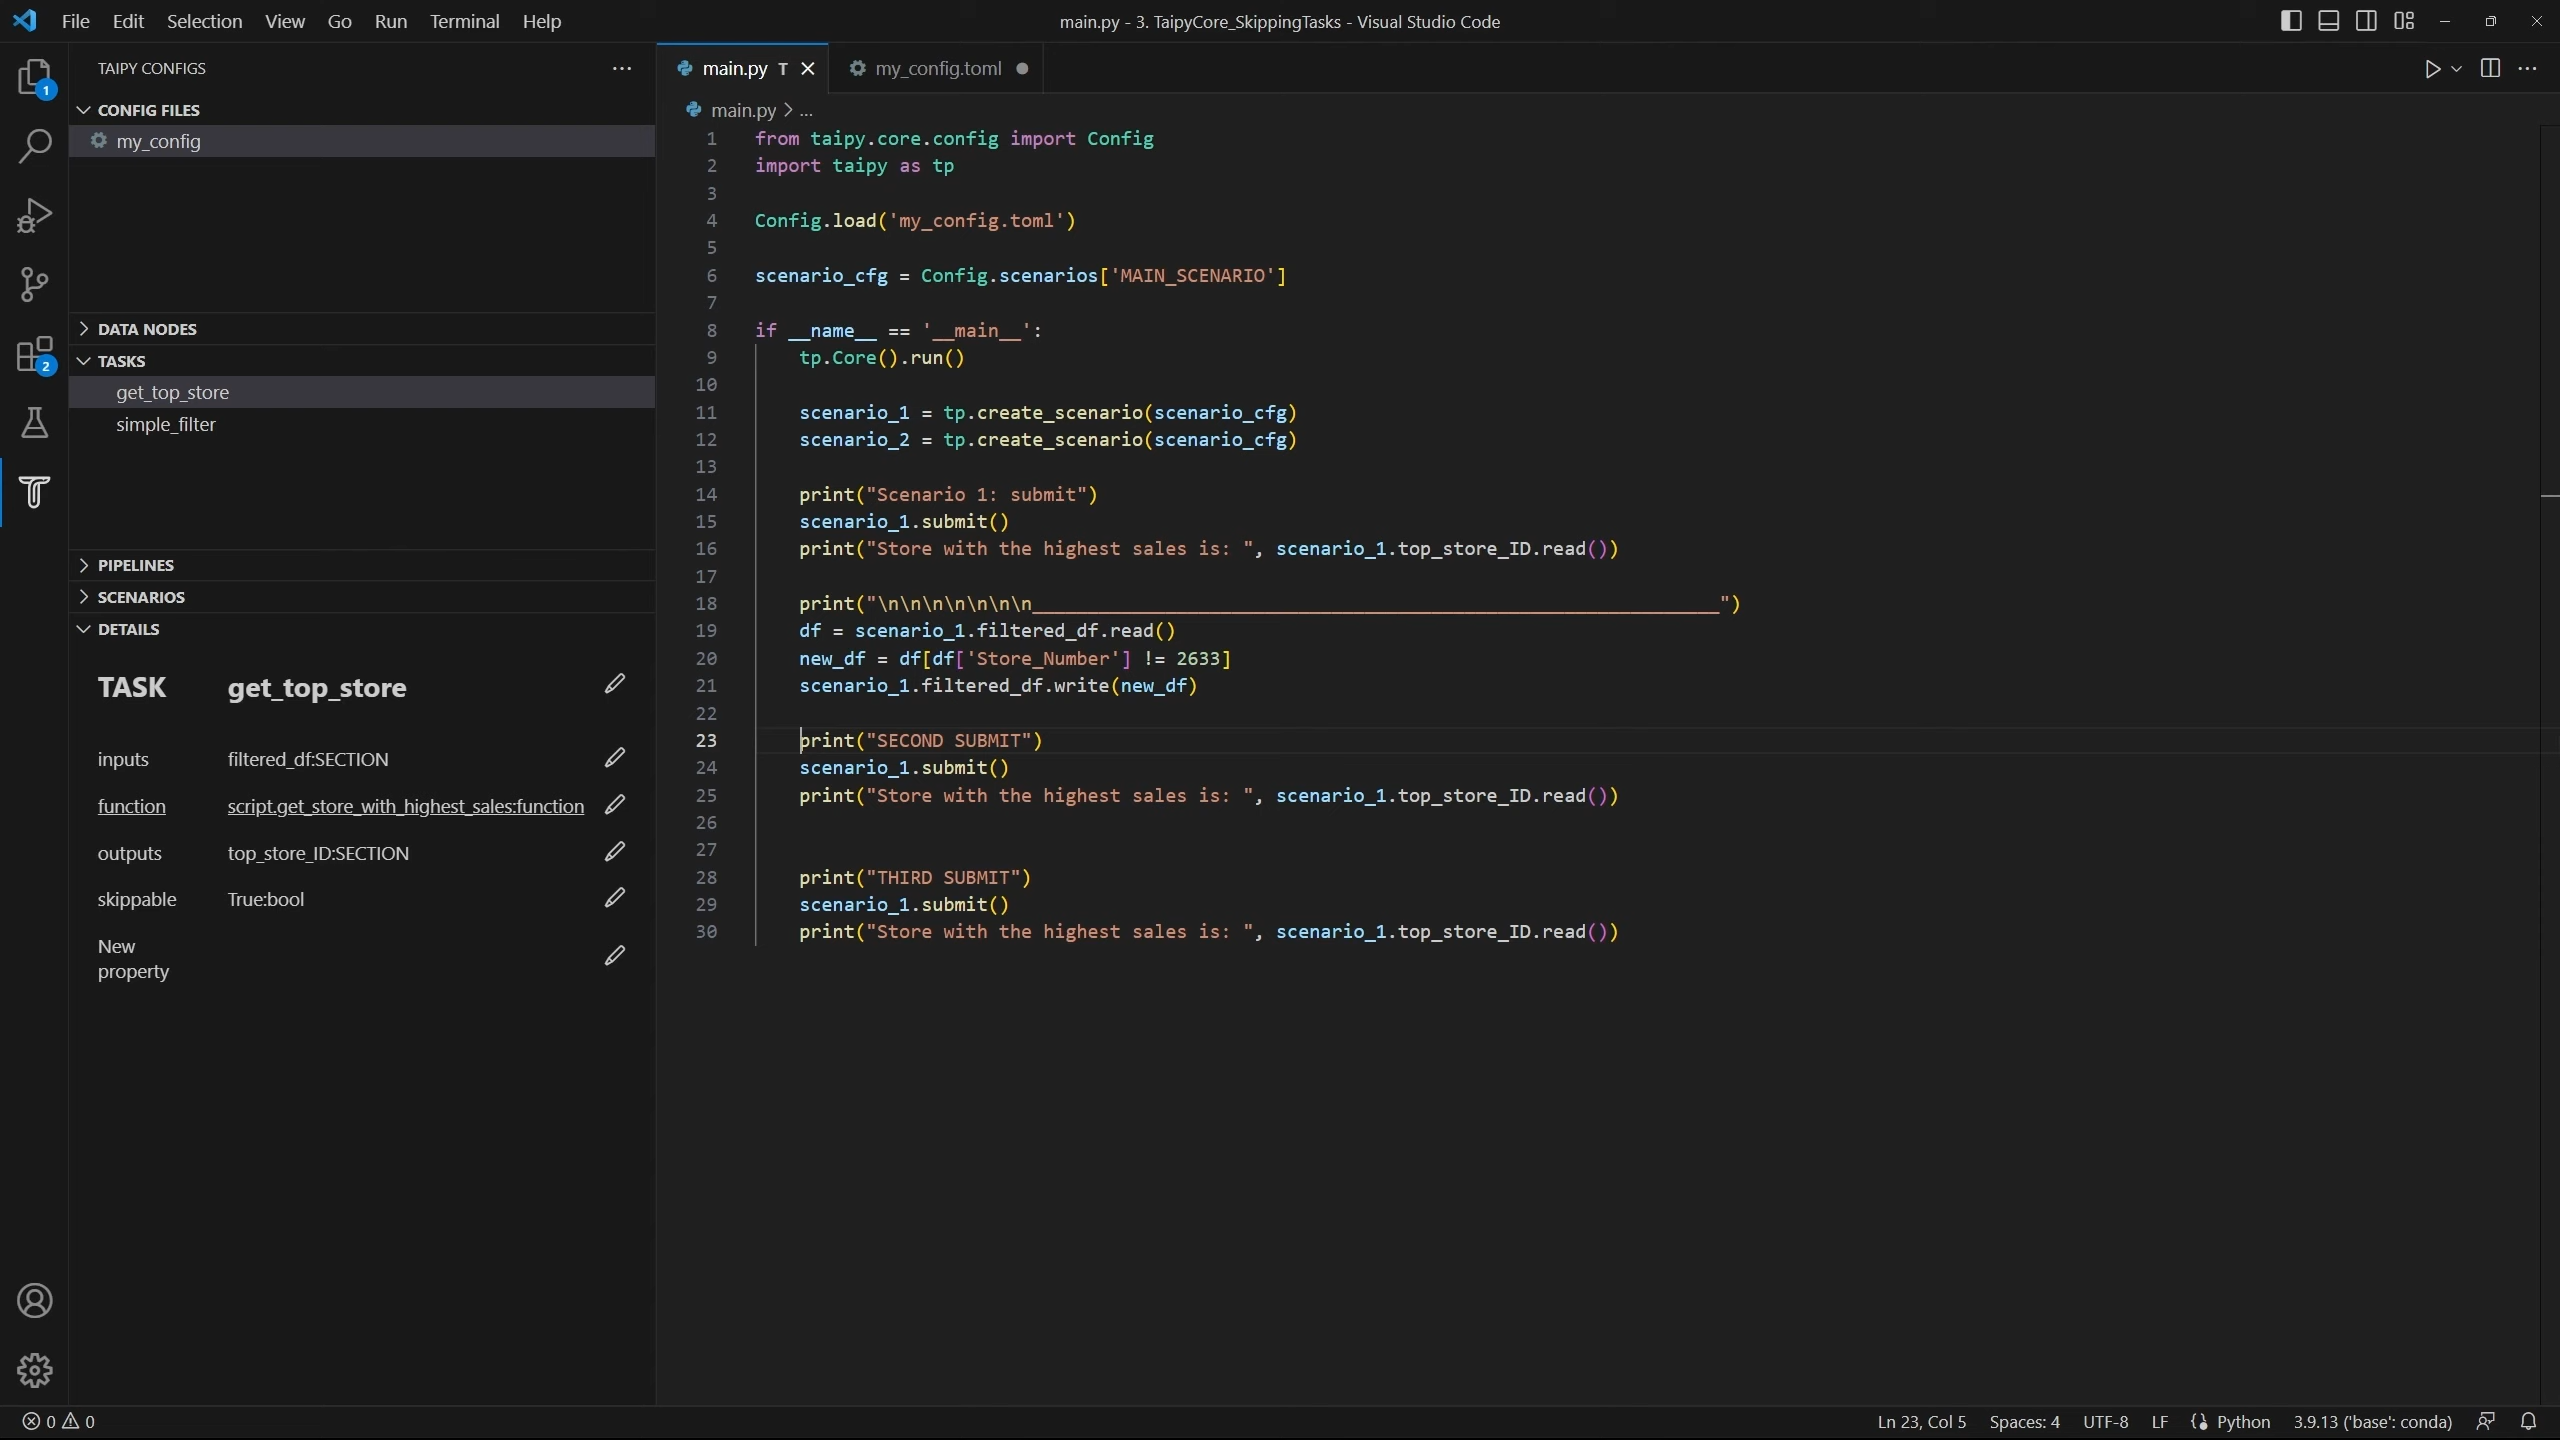 File Edit Selection View Go Run Terminal Help
main.py - 3. TaipyCore_SkippingTasks - Visual Studio Code
TAIPY CONFIGS
CONFIG FILES
my_config
DATA NODES
TASKS
get_top_store
simple_filter
PIPELINES
SCENARIOS
DETAILS
TASK get_top_store
inputs filtered_df:SECTION
function script.get_store_with_highest_sales:function
outputs top_store_ID:SECTION
skippable True:bool
New
property
1
2
main.py T
my_config.toml
main.py > ...
1 from taipy.core.config import Config
2 import taipy as tp
3
4 Config.load('my_config.toml')
5
6 scenario_cfg = Config.scenarios['MAIN_SCENARIO']
7
8 if __name__ == '__main__':
9     tp.Core().run()
10
11     scenario_1 = tp.create_scenario(scenario_cfg)
12     scenario_2 = tp.create_scenario(scenario_cfg)
13
14     print("Scenario 1: submit")
15     scenario_1.submit()
16     print("Store with the highest sales is: ", scenario_1.top_store_ID.read())
17
18     print("\n\n\n\n\n\n\n______________________________________________________________")
19     df = scenario_1.filtered_df.read()
20     new_df = df[df['Store_Number'] != 2633]
21     scenario_1.filtered_df.write(new_df)
22
23     print("SECOND SUBMIT")
24     scenario_1.submit()
25     print("Store with the highest sales is: ", scenario_1.top_store_ID.read())
26
27
28     print("THIRD SUBMIT")
29     scenario_1.submit()
30     print("Store with the highest sales is: ", scenario_1.top_store_ID.read())
0 0
Ln 23, Col 5 Spaces: 4 UTF-8 LF Python 3.9.13 ('base': conda)